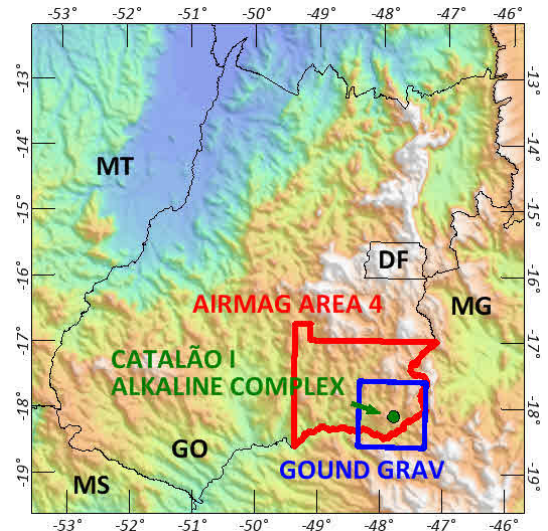 -53° -52° -51° -50° -49° -48° -47° -46°
-13° -13°
-14° -14°
MT
-15° -15°
-16° DF -16°
AIRMAG AREA 4 MG
-17° -17°
CATALÃO I
ALKALINE COMPLEX
-18° -18°
GO
GOUND GRAV
-19° MS -19°
-53° -52° -51° -50° -49° -48° -47° -46°